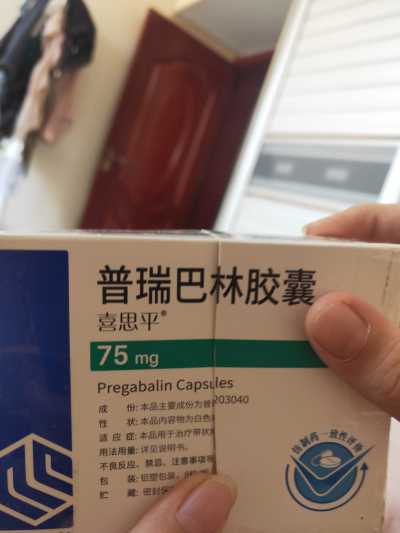 普瑞巴林胶囊
喜思平®
75 mg
Pregabalin Capsules
成 份: 本品主要成份为普
203040
性 状: 本品内容物为白色
适 应 症: 本品用于治疗带状
用法用量: 详见说明书。
不良反应、禁忌、注意事项
包 装: 铝塑包装,
贮 藏: 密封保
仿制药一致性评价